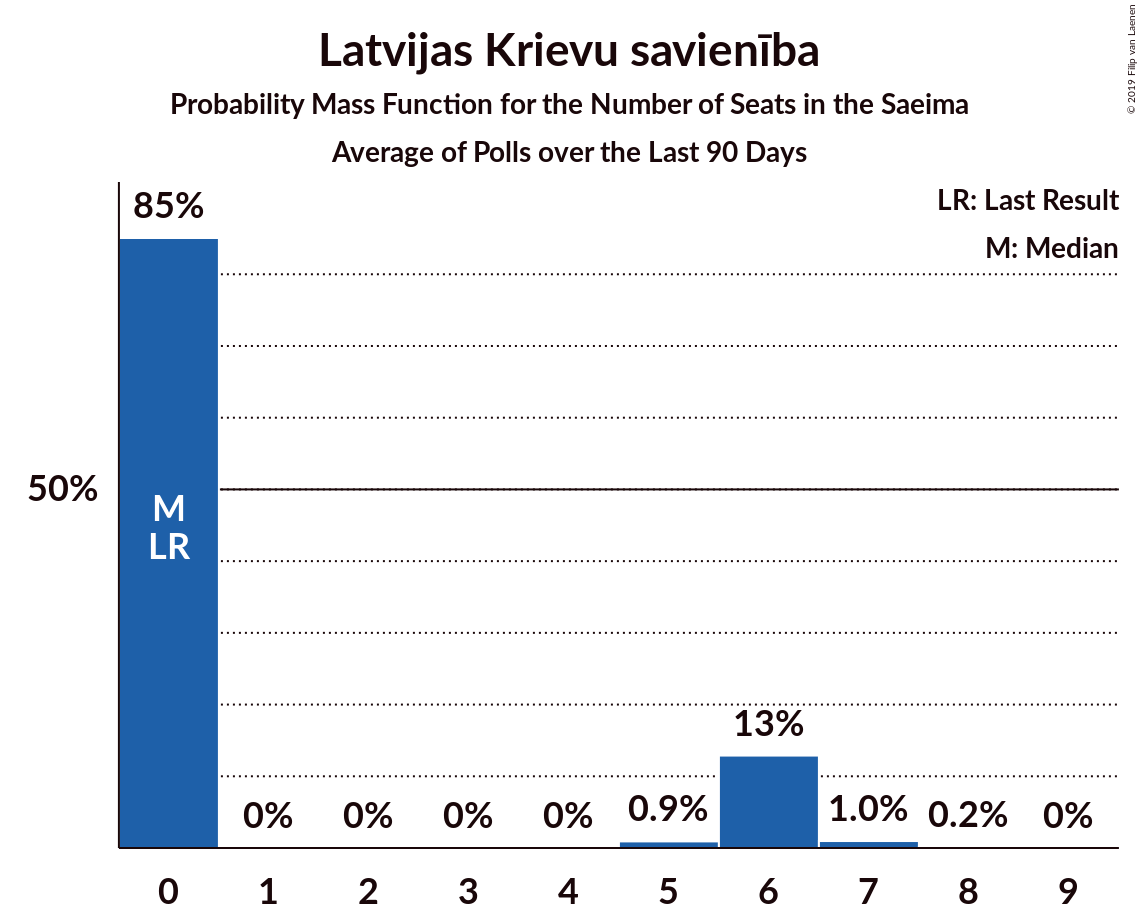 Latvijas Krievu savienība
Probability Mass Function for the Number of Seats in the Saeima
Average of Polls over the Last 90 Days
© 2019 Filip van Laenen
LR: Last Result
M: Median
85%
50%
M
LR
0%
0%
0%
0%
0.9%
13%
1.0%
0.2%
0%
0
1
2
3
4
5
6
7
8
9